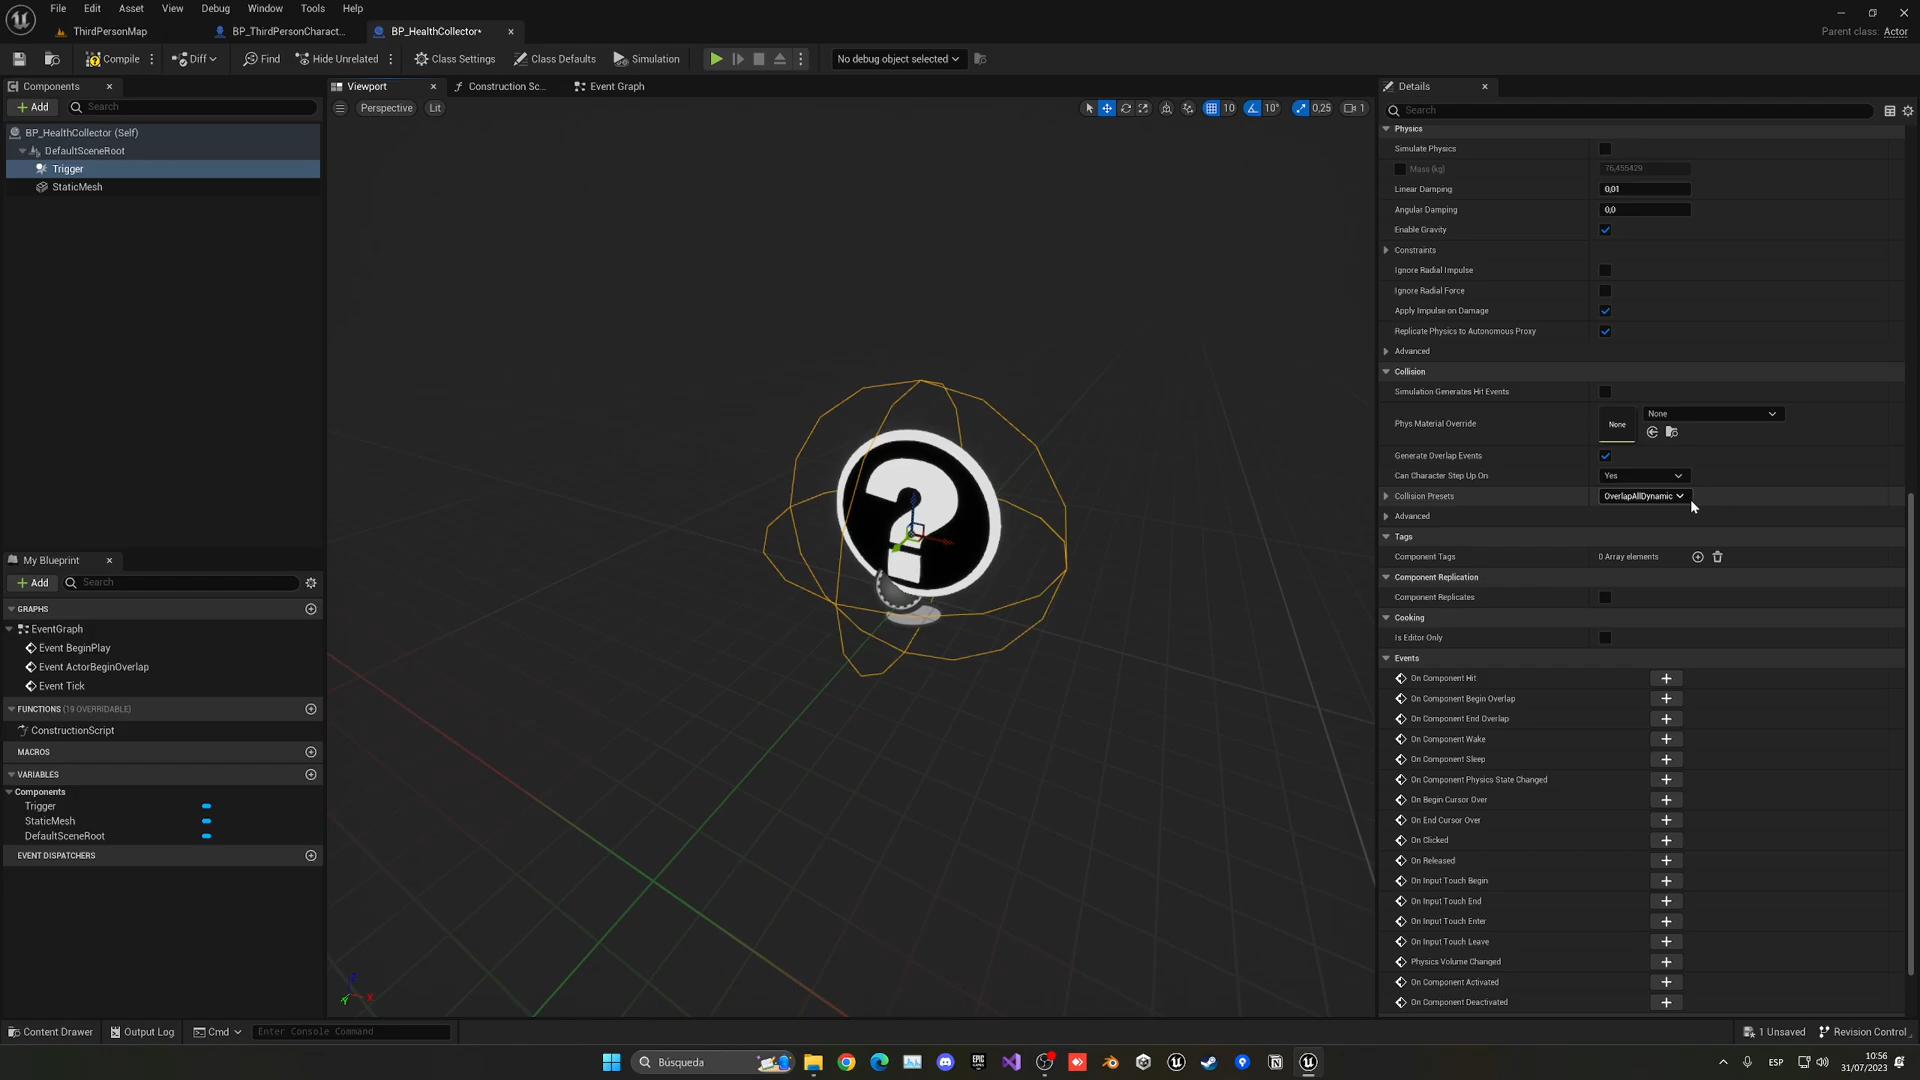 File Edit Asset View Debug Window Tools Help
ThirdPersonMap BP_ThirdPersonCharact... BP_HealthCollector*
Parent class: Actor
Compile Diff Find Hide Unrelated Class Settings Class Defaults Simulation No debug object selected
Components Viewport Construction Sc... Event Graph Details
Add Search Perspective Lit 10 10° 0,25 1 Search
BP_HealthCollector (Self)
DefaultSceneRoot
Trigger
StaticMesh
My Blueprint
Add Search
GRAPHS
EventGraph
Event BeginPlay
Event ActorBeginOverlap
Event Tick
FUNCTIONS (19 OVERRIDABLE)
ConstructionScript
MACROS
VARIABLES
Components
Trigger
StaticMesh
DefaultSceneRoot
EVENT DISPATCHERS
?
Z
X
Y
Physics
Simulate Physics
Mass (kg) 76,455429
Linear Damping 0,01
Angular Damping 0,0
Enable Gravity
Constraints
Ignore Radial Impulse
Ignore Radial Force
Apply Impulse on Damage
Replicate Physics to Autonomous Proxy
Advanced
Collision
Simulation Generates Hit Events
Phys Material Override None None
Generate Overlap Events
Can Character Step Up On Yes
Collision Presets OverlapAllDynamic
Advanced
Tags
Component Tags 0 Array elements
Component Replication
Component Replicates
Cooking
Is Editor Only
Events
On Component Hit
On Component Begin Overlap
On Component End Overlap
On Component Wake
On Component Sleep
On Component Physics State Changed
On Begin Cursor Over
On End Cursor Over
On Clicked
On Released
On Input Touch Begin
On Input Touch End
On Input Touch Enter
On Input Touch Leave
Physics Volume Changed
On Component Activated
On Component Deactivated
Content Drawer Output Log Cmd Enter Console Command 1 Unsaved Revision Control
Búsqueda ESP 10:56
31/07/2023